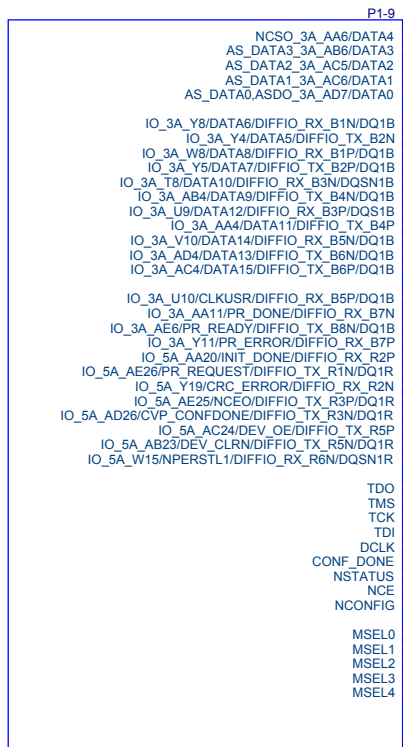 P1-9
NCSO_3A_AA6/DATA4
AS_DATA3_3A_AB6/DATA3
AS_DATA2_3A_AC5/DATA2
AS_DATA1_3A_AC6/DATA1
AS_DATA0,ASDO_3A_AD7/DATA0
IO_3A_Y8/DATA6/DIFFIO_RX_B1N/DQ1B
IO_3A_Y4/DATA5/DIFFIO_TX_B2N
IO_3A_W8/DATA8/DIFFIO_RX_B1P/DQ1B
IO_3A_Y5/DATA7/DIFFIO_TX_B2P/DQ1B
IO_3A_T8/DATA10/DIFFIO_RX_B3N/DQSN1B
IO_3A_AB4/DATA9/DIFFIO_TX_B4N/DQ1B
IO_3A_U9/DATA12/DIFFIO_RX_B3P/DQS1B
IO_3A_AA4/DATA11/DIFFIO_TX_B4P
IO_3A_V10/DATA14/DIFFIO_RX_B5N/DQ1B
IO_3A_AD4/DATA13/DIFFIO_TX_B6N/DQ1B
IO_3A_AC4/DATA15/DIFFIO_TX_B6P/DQ1B
IO_3A_U10/CLKUSR/DIFFIO_RX_B5P/DQ1B
IO_3A_AA11/PR_DONE/DIFFIO_RX_B7N
IO_3A_AE6/PR_READY/DIFFIO_TX_B8N/DQ1B
IO_3A_Y11/PR_ERROR/DIFFIO_RX_B7P
IO_5A_AA20/INIT_DONE/DIFFIO_RX_R2P
IO_5A_AE26/PR_REQUEST/DIFFIO_TX_R1N/DQ1R
IO_5A_Y19/CRC_ERROR/DIFFIO_RX_R2N
IO_5A_AE25/NCEO/DIFFIO_TX_R3P/DQ1R
IO_5A_AD26/CVP_CONFDONE/DIFFIO_TX_R3N/DQ1R
IO_5A_AC24/DEV_OE/DIFFIO_TX_R5P
IO_5A_AB23/DEV_CLRN/DIFFIO_TX_R5N/DQ1R
IO_5A_W15/NPERSTL1/DIFFIO_RX_R6N/DQSN1R
TDO
TMS
TCK
TDI
DCLK
CONF_DONE
NSTATUS
NCE
NCONFIG
MSEL0
MSEL1
MSEL2
MSEL3
MSEL4